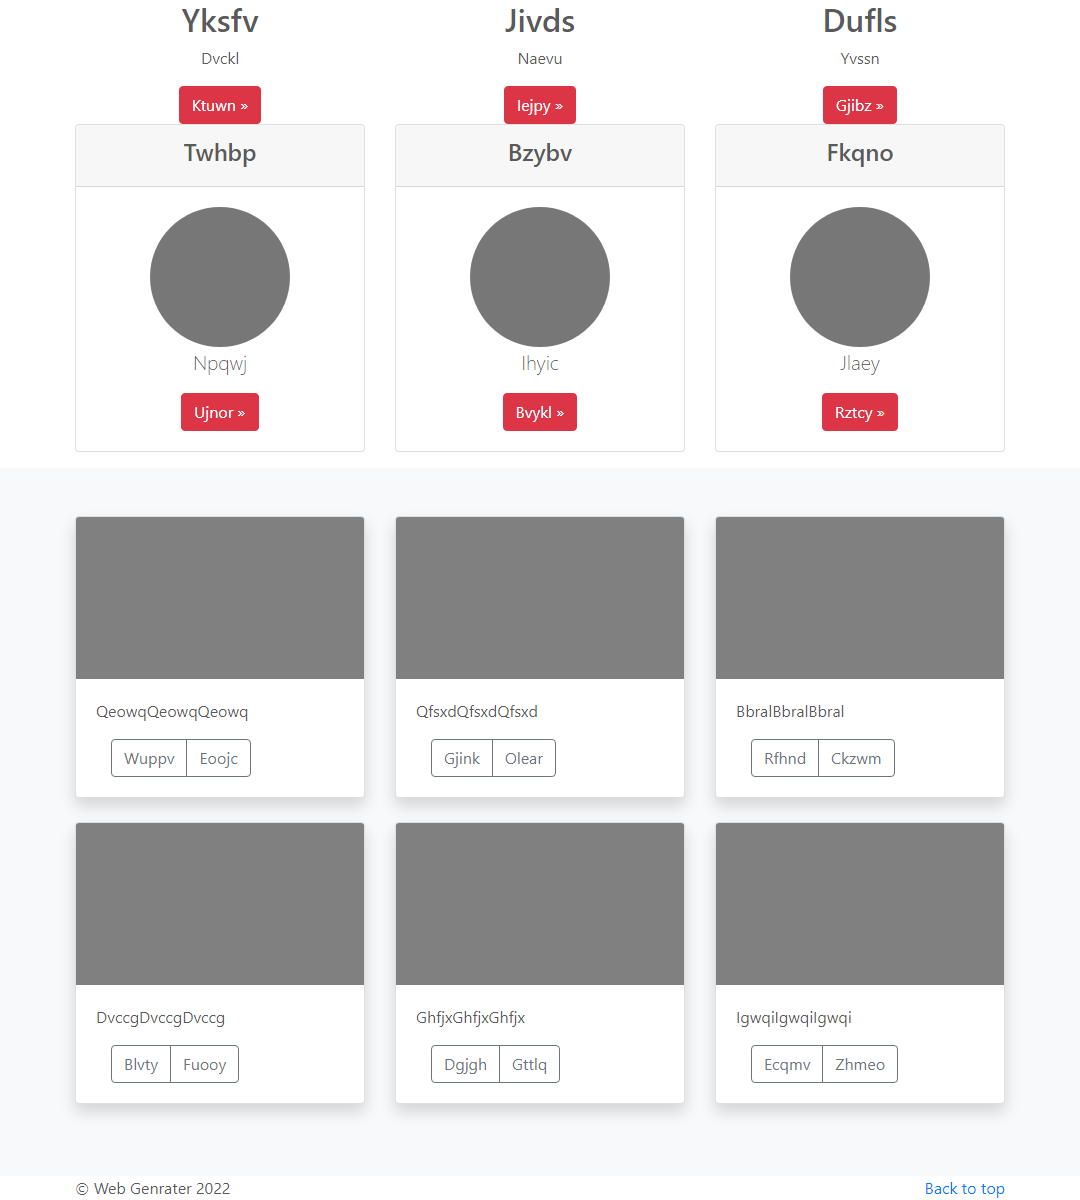 Yksfv
Jivds
Dufls
Dvckl
Naevu
Yvssn
Ktuwn »
Iejpy »
Gjibz »
Twhbp
Bzybv
Fkqno
Npqwj
Ihyic
Jlaey
Ujnor »
Bvykl »
Rztcy »
QeowqQeowqQeowq
QfsxdQfsxdQfsxd
BbralBbralBbral
Wuppv Eoojc
Gjink Olear
Rfhnd Ckzwm
DvccgDvccgDvccg
GhfjxGhfjxGhfjx
IgwqiIgwqiIgwqi
Blvty Fuooy
Dgjgh Gttlq
Ecqmv Zhmeo
© Web Genrater 2022
Back to top